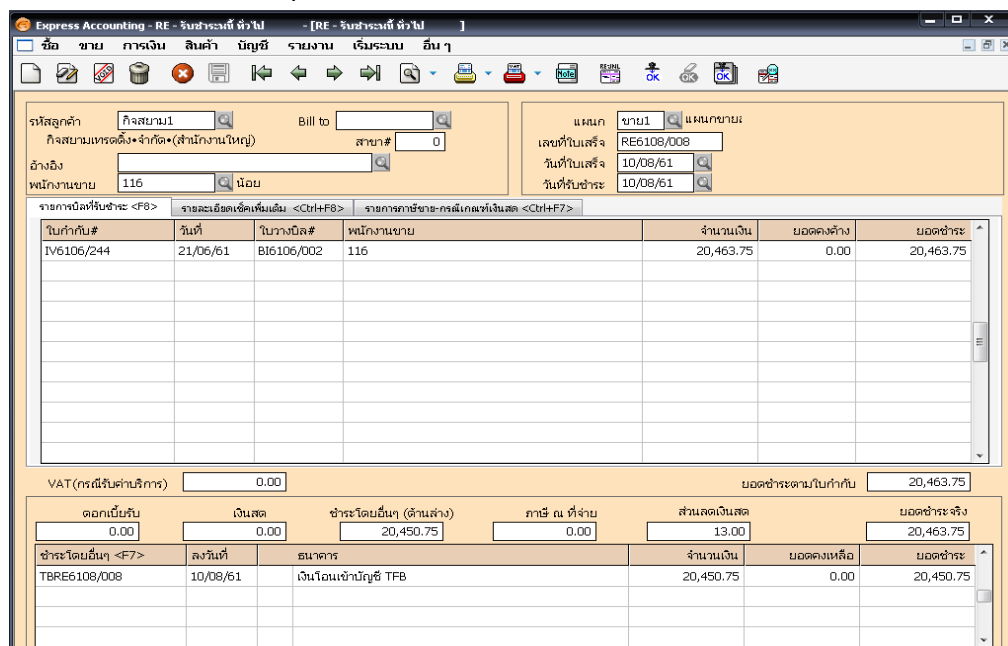 Express Accounting - RE - รับชำระหนี้ ทั่วไป - [RE - รับชำระหนี้ ทั่วไป ]
ซื้อ ขาย การเงิน สินค้า บัญชี รายงาน เริ่มระบบ อื่น ๆ
รหัสลูกค้า กิจสยาม1 Bill to
กิจสยามเทรดดิ้ง•จำกัด•(สำนักงานใหญ่) สาขา# 0
อ้างอิง
พนักงานขาย 116 น้อย
แผนก ขาย1 แผนกขาย
เลขที่ใบเสร็จ RE6108/008
วันที่ใบเสร็จ 10/08/61
วันที่รับชำระ 10/08/61
รายการบิลที่รับชำระ <F8> รายละเอียดเช็คเพิ่มเติม <Ctrl+F8> รายการภาษีขาย-กรณีเกณฑ์เงินสด <Ctrl+F7>
ใบกำกับ# วันที่ ใบวางบิล# พนักงานขาย จำนวนเงิน ยอดคงค้าง ยอดชำระ
IV6106/244 21/06/61 BI6106/002 116 20,463.75 0.00 20,463.75
VAT(กรณีรับค่าบริการ) 0.00 ยอดชำระตามใบกำกับ 20,463.75
ดอกเบี้ยรับ เงินสด ชำระโดยอื่นๆ (ด้านล่าง) ภาษี ณ ที่จ่าย ส่วนลดเงินสด ยอดชำระจริง
0.00 0.00 20,450.75 0.00 13.00 20,463.75
ชำระโดยอื่นๆ <F7> ลงวันที่ ธนาคาร จำนวนเงิน ยอดคงเหลือ ยอดชำระ
TBRE6108/008 10/08/61 เงินโอนเข้าบัญชี TFB 20,450.75 0.00 20,450.75